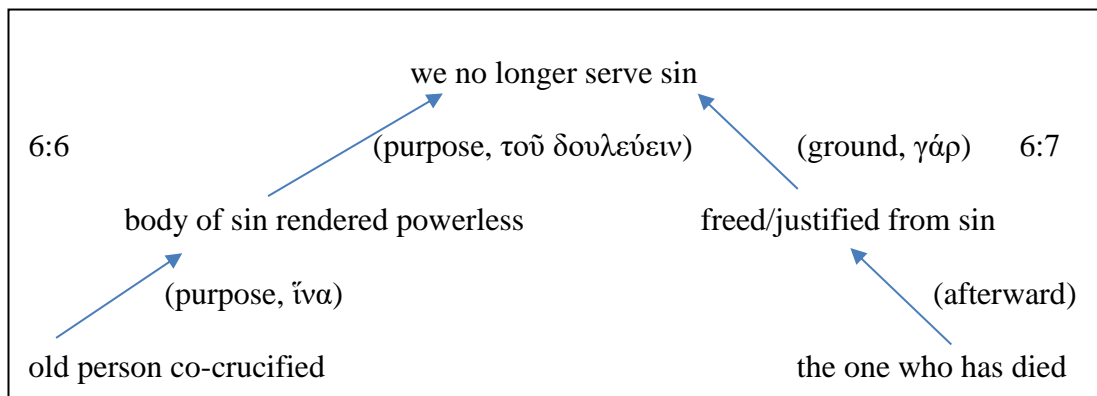 we no longer serve sin
6:6 (purpose, τοῦ δουλεύειν) (ground, γάρ) 6:7
body of sin rendered powerless freed/justified from sin
(purpose, ἵνα) (afterward)
old person co-crucified the one who has died